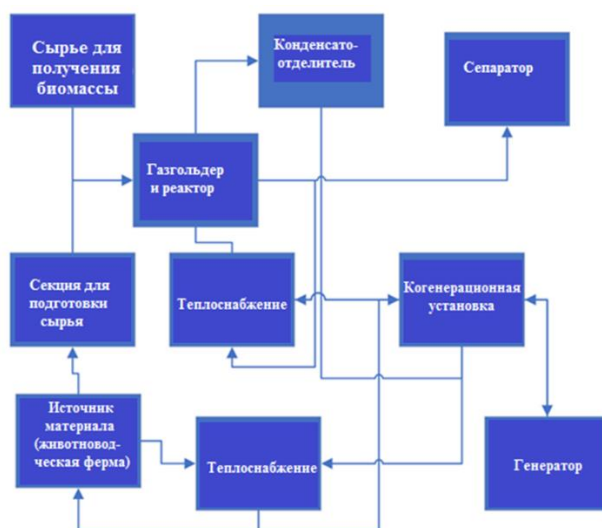 Сырье для
получения
биомассы
Конденсато-
отделитель
Сепаратор
Газгольдер
и реактор
Секция для
подготовки
сырья
Теплоснабжение
Когенерационная
установка
Источник
материала
(животновод-
ческая ферма)
Теплоснабжение
Генератор